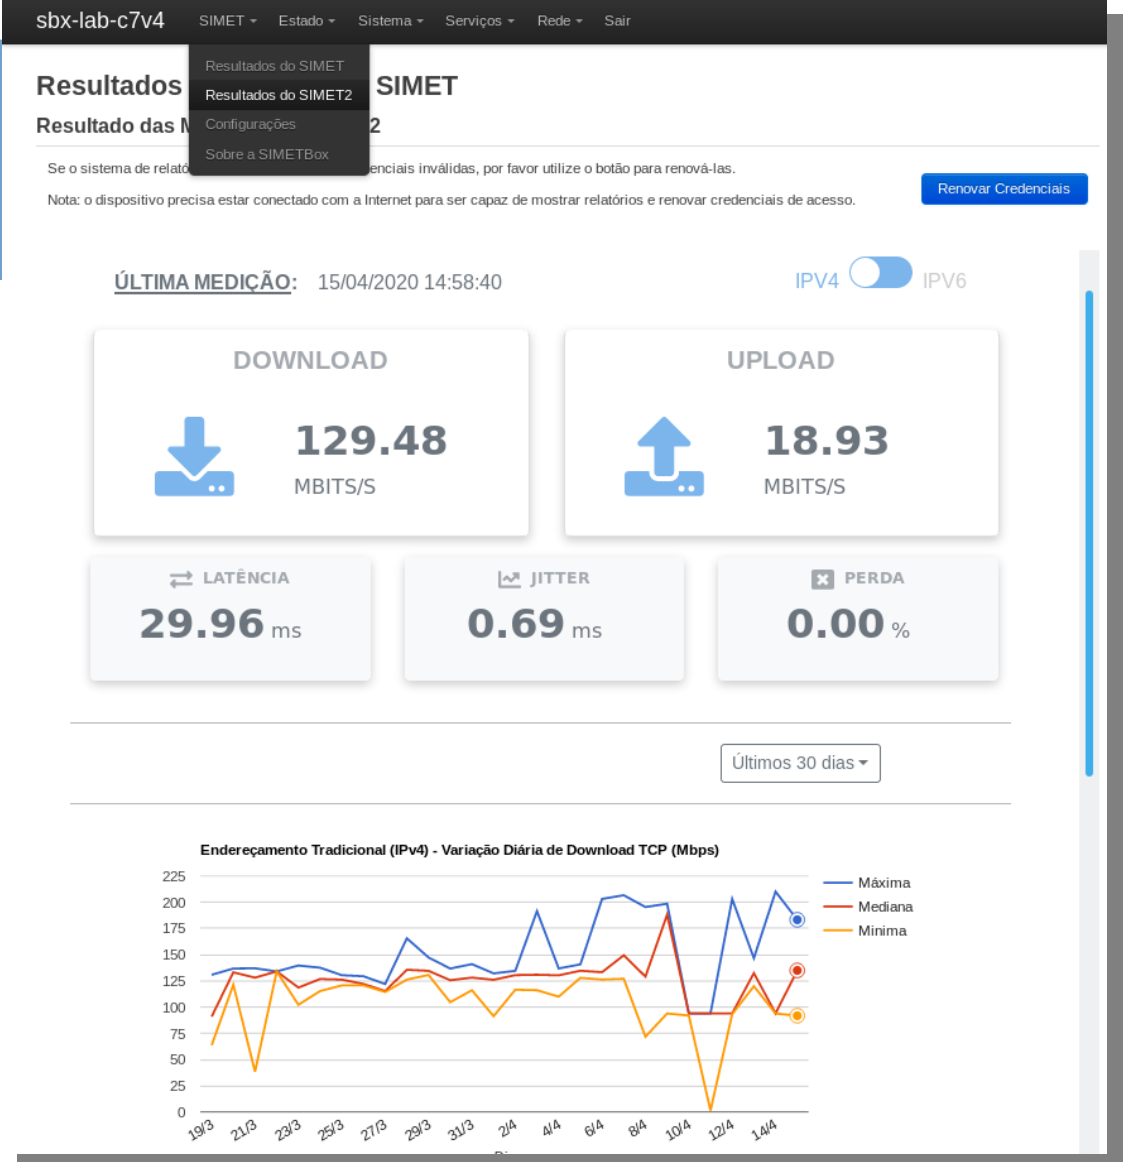 sbx-lab-c7v4 SIMET Estado Sistema Serviços Rede Sair
Resultados do SIMET
Resultados do SIMET2
Configurações
Sobre a SIMETBox
Resultados SIMET
Resultado das 2
Se o sistema de relató enciais inválidas, por favor utilize o botão para renová-las.
Nota: o dispositivo precisa estar conectado com a Internet para ser capaz de mostrar relatórios e renovar credenciais de acesso.
Renovar Credenciais
ÚLTIMA MEDIÇÃO: 15/04/2020 14:58:40
IPV4 IPV6
DOWNLOAD
129.48
MBITS/S
UPLOAD
18.93
MBITS/S
LATÊNCIA
29.96 ms
JITTER
0.69 ms
PERDA
0.00 %
Últimos 30 dias
Endereçamento Tradicional (IPv4) - Variação Diária de Download TCP (Mbps)
225
200
175
150
125
100
75
50
25
0
19/3 21/3 23/3 25/3 27/3 29/3 31/3 2/4 4/4 6/4 8/4 10/4 12/4 14/4
Máxima
Mediana
Minima